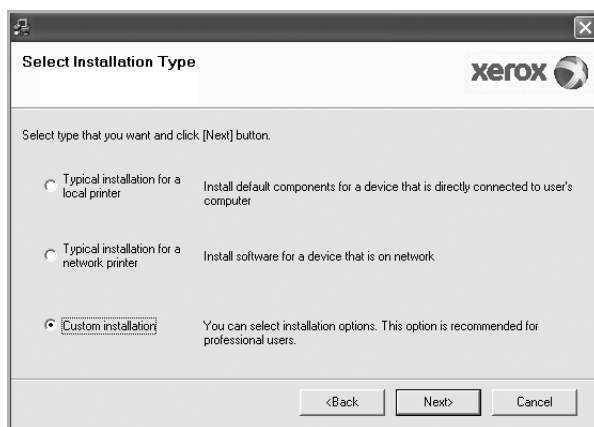 Select Installation Type
xerox
Select type that you want and click [Next] button.
Typical installation for a
local printer
Install default components for a device that is directly connected to user's
computer
Typical installation for a
network printer
Install software for a device that is on network
Custom installation
You can select installation options. This option is recommended for
professional users.
<Back
Next>
Cancel